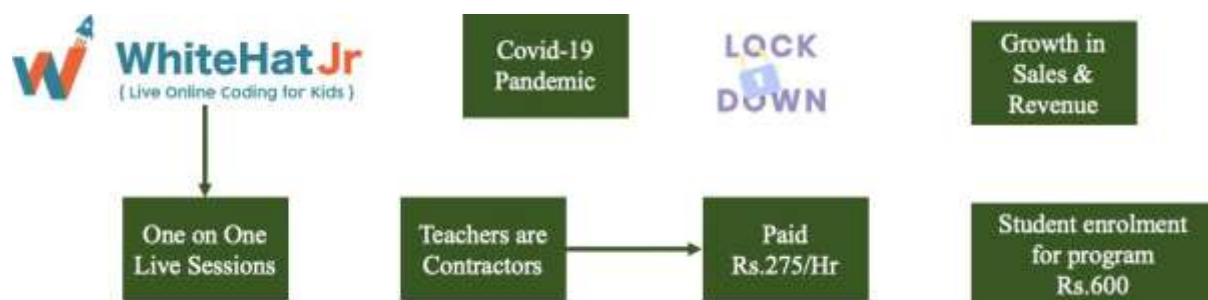 WhiteHat Jr
{ Live Online Coding for Kids }
Covid-19
Pandemic
LOCK
DOWN
Growth in
Sales &
Revenue
One on One
Live Sessions
Teachers are
Contractors
Paid
Rs.275/Hr
Student enrolment
for program
Rs.600